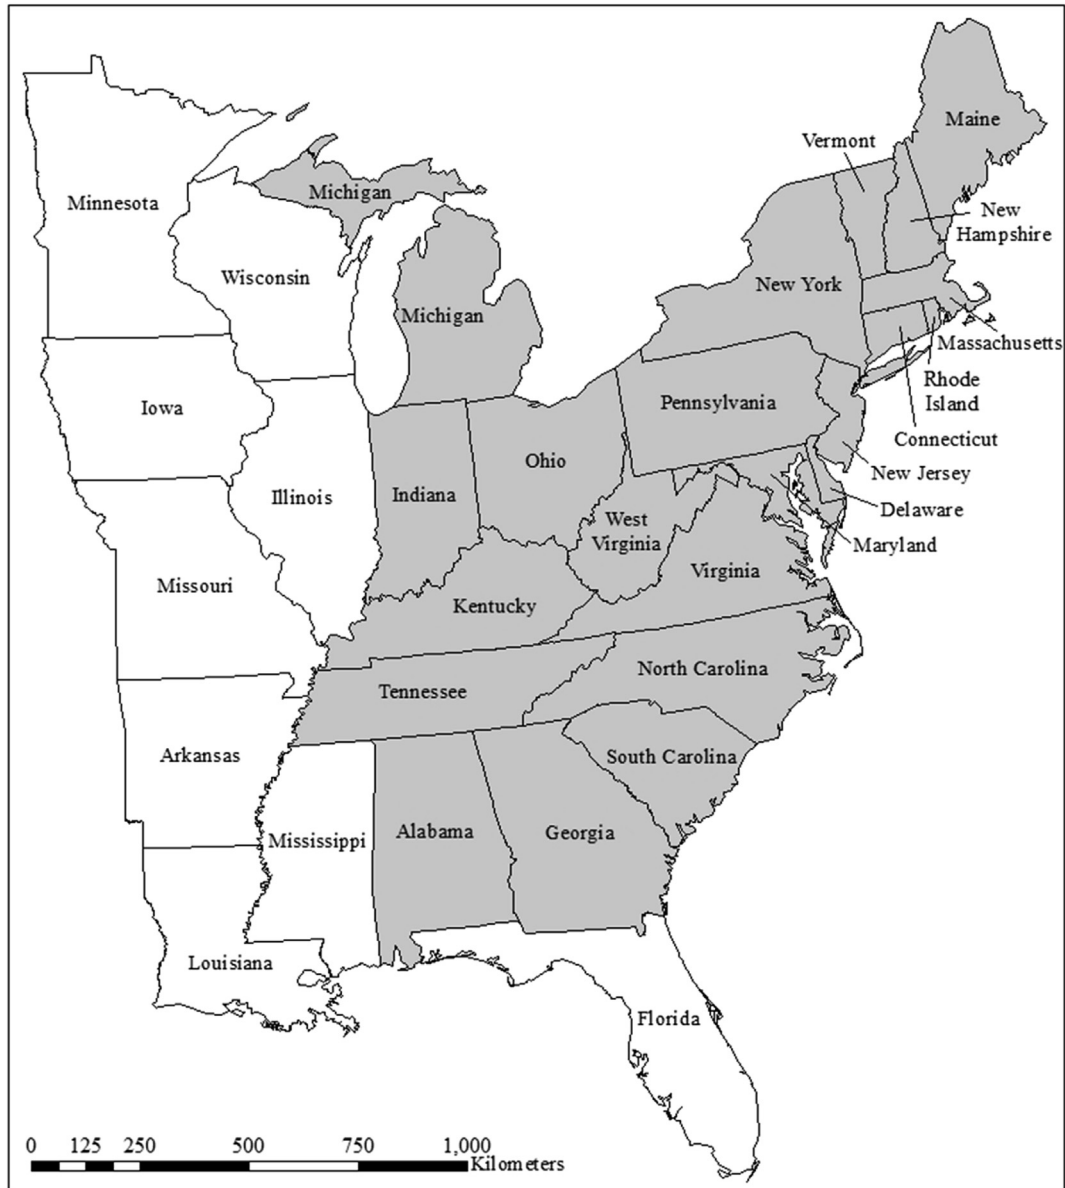 Maine
Vermont
Minnesota
Michigan
New
Hampshire
Wisconsin
New York
Michigan
Massachusetts
Rhode
Island
Iowa
Pennsylvania
Connecticut
Ohio
New Jersey
Indiana
Illinois
Delaware
West
Virginia
Maryland
Virginia
Missouri
Kentucky
North Carolina
Tennessee
Arkansas
South Carolina
Mississippi
Alabama
Georgia
Louisiana
Florida
0 125 250 500 750 1,000
Kilometers